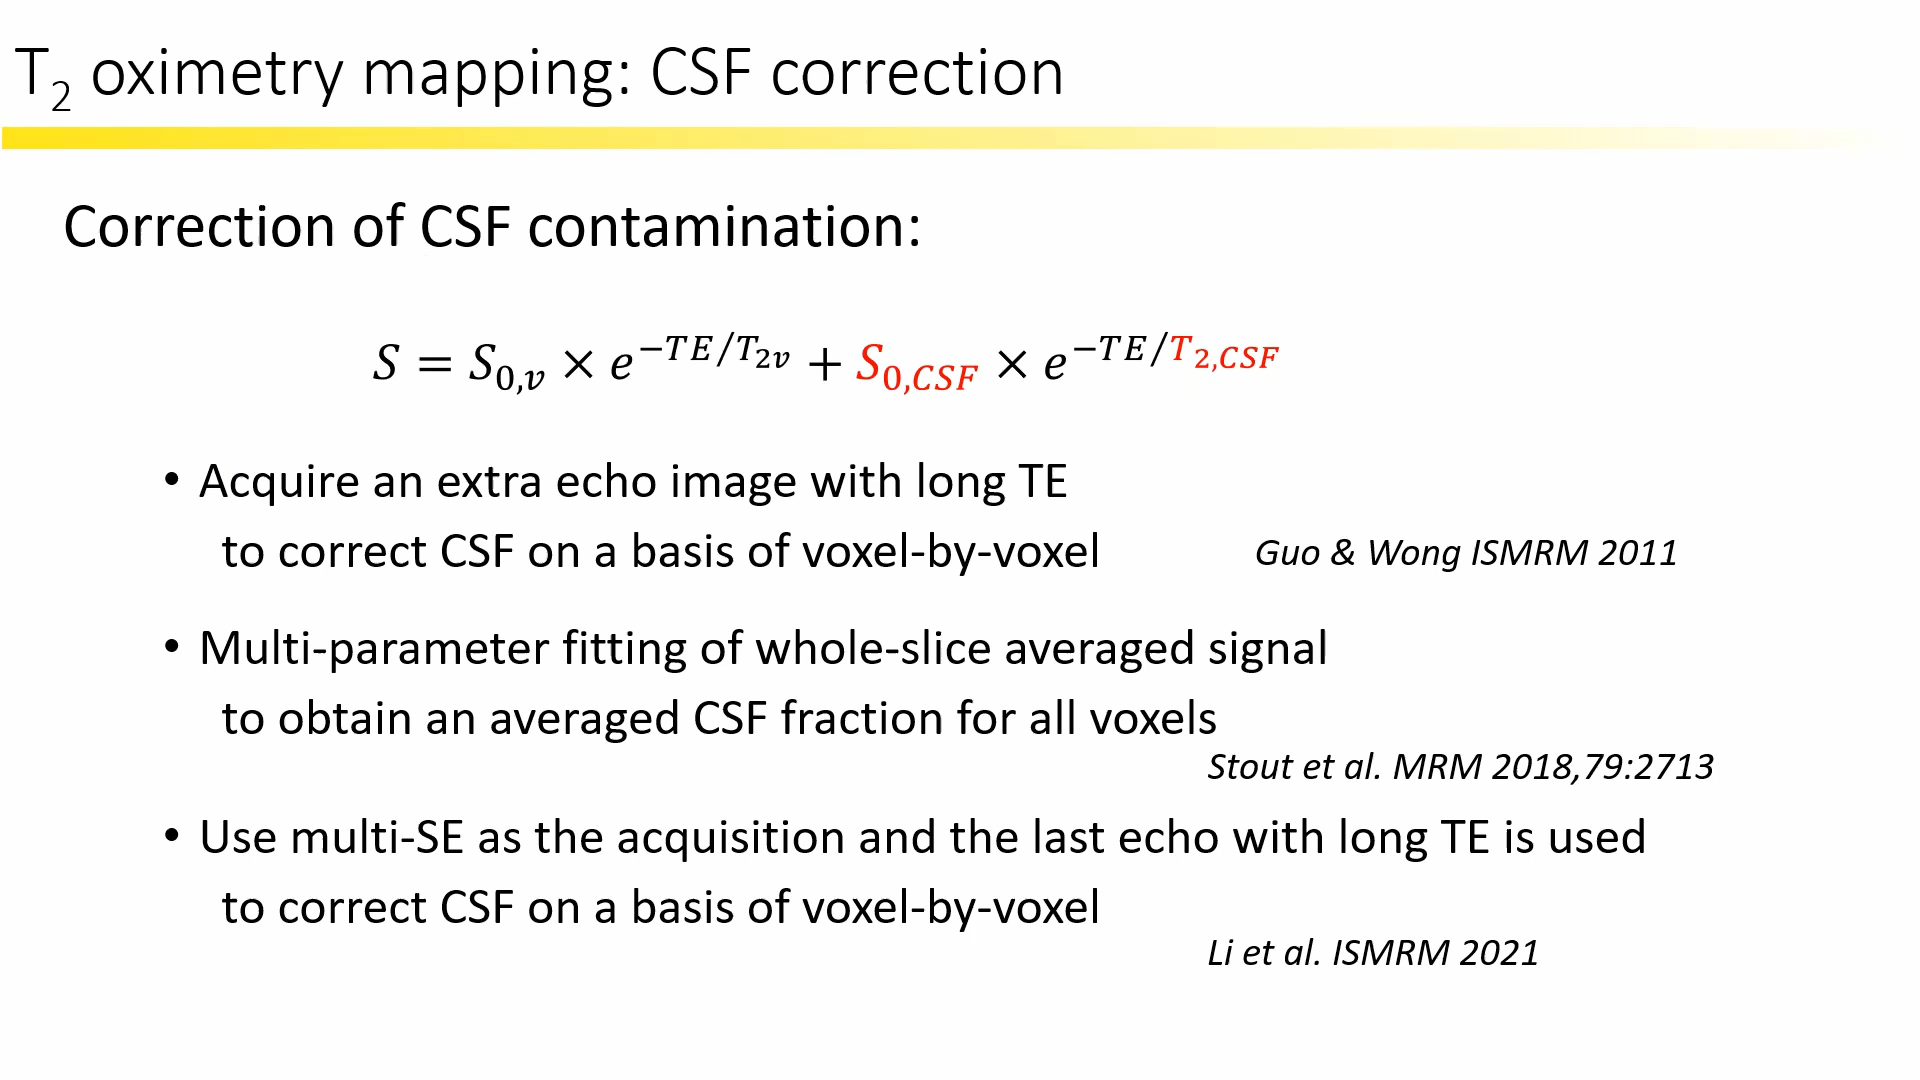 T₂ oximetry mapping: CSF correction
Correction of CSF contamination:
S = S₀,ᵥ × e^{−TE/T₂ᵥ} + S_{0,CSF} × e^{−TE/T_{2,CSF}}
• Acquire an extra echo image with long TE
to correct CSF on a basis of voxel-by-voxel
Guo & Wong ISMRM 2011
• Multi-parameter fitting of whole-slice averaged signal
to obtain an averaged CSF fraction for all voxels
Stout et al. MRM 2018,79:2713
• Use multi-SE as the acquisition and the last echo with long TE is used
to correct CSF on a basis of voxel-by-voxel
Li et al. ISMRM 2021